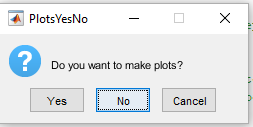 PlotsYesNo
Do you want to make plots?
Yes No Cancel